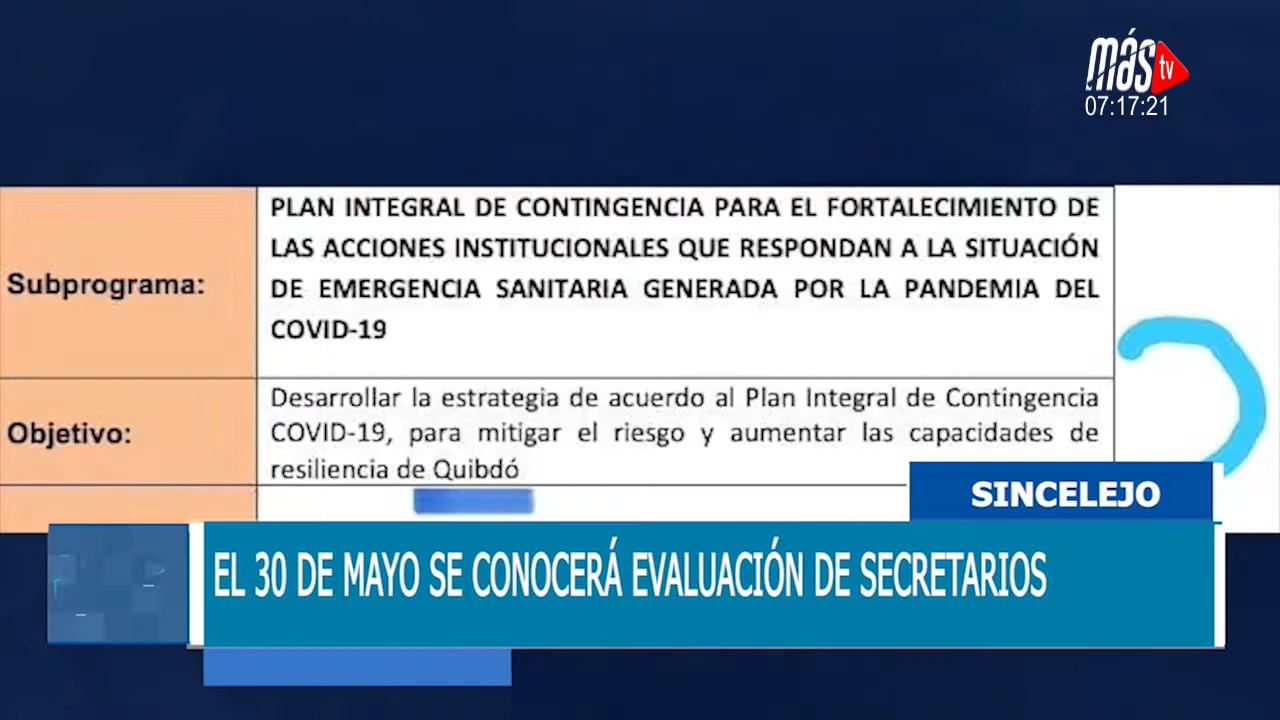 más tv
07:17:21
Subprograma:
PLAN INTEGRAL DE CONTINGENCIA PARA EL FORTALECIMIENTO DE
LAS ACCIONES INSTITUCIONALES QUE RESPONDAN A LA SITUACIÓN
DE EMERGENCIA SANITARIA GENERADA POR LA PANDEMIA DEL
COVID-19
Objetivo:
Desarrollar la estrategia de acuerdo al Plan Integral de Contingencia
COVID-19, para mitigar el riesgo y aumentar las capacidades de
resiliencia de Quibdó
SINCELEJO
EL 30 DE MAYO SE CONOCERÁ EVALUACIÓN DE SECRETARIOS